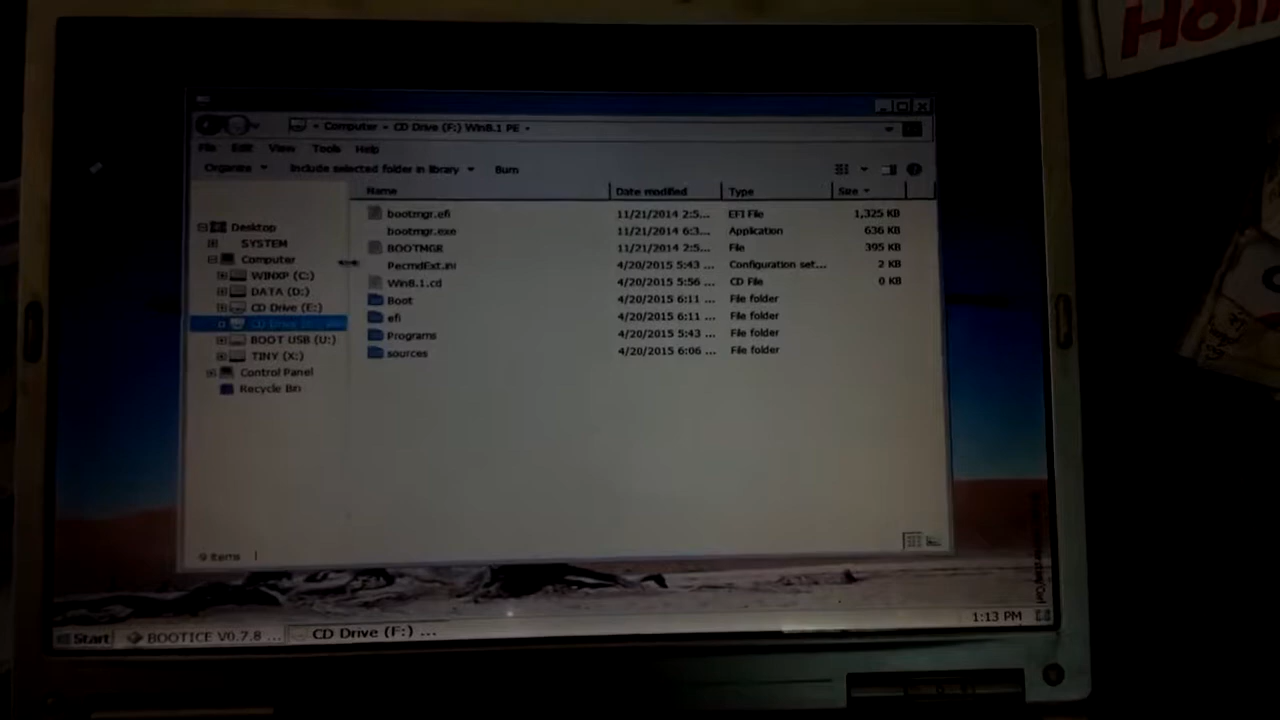 Computer CD Drive (F:) Win8.1 PE
File Edit View Tools Help
Organize Include selected folder in library Burn
Name Date modified Type Size
bootmgr.efi 11/21/2014 2:5... EFI File 1,325 KB
bootmgr.exe 11/21/2014 6:3... Application 636 KB
BOOTMGR 11/21/2014 2:5... File 395 KB
PecmdExt.ini 4/20/2015 5:43 ... Configuration set... 2 KB
Win8.1.cd 4/20/2015 5:56 ... CD File 0 KB
Boot 4/20/2015 6:11 ... File folder
efi 4/20/2015 6:11 ... File folder
Programs 4/20/2015 5:43 ... File folder
sources 4/20/2015 6:06 ... File folder
Desktop
SYSTEM
Computer
WINXP (C:)
DATA (D:)
CD Drive (E:)
CD Drive
BOOT USB (U:)
TINY (X:)
Control Panel
Recycle Bin
9 items
Start BOOTICE V0.7.8 ... CD Drive (F:) ... 1:13 PM